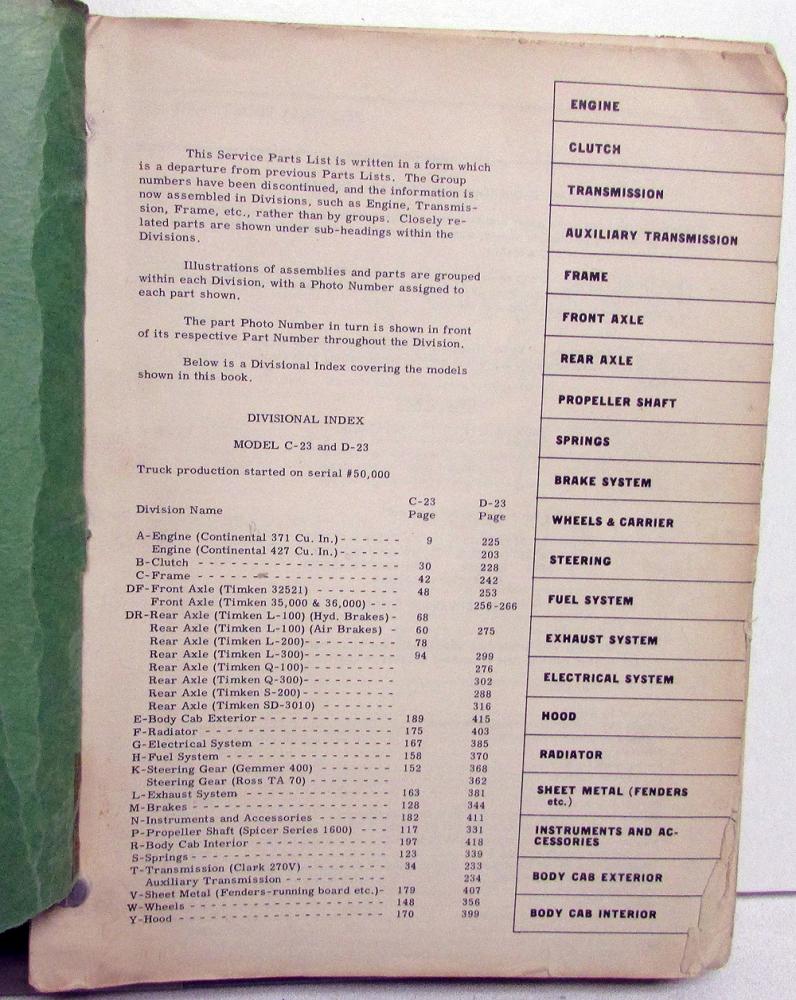 This Service Parts List is written in a form which
is a departure from previous Parts Lists. The Group
numbers have been discontinued, and the information is
now assembled in Divisions, such as Engine, Transmis-
sion, Frame, etc., rather than by groups. Closely re-
lated parts are shown under sub-headings within the
Divisions.
Illustrations of assemblies and parts are grouped
within each Division, with a Photo Number assigned to
each part shown.
The part Photo Number in turn is shown in front
of its respective Part Number throughout the Division.
Below is a Divisional Index covering the models
shown in this book.
DIVISIONAL INDEX
MODEL C-23 and D-23
Truck production started on serial #50,000
C-23 D-23
Division Name Page Page
A-Engine (Continental 371 Cu. In.)- - - - - - 9 225
Engine (Continental 427 Cu. In.)- - - - - - 203
B-Clutch - - - - - - - - - - - - - - - - - - - 30 228
C-Frame - - - - - - - - - - - - - - - - - - - 42 242
DF-Front Axle (Timken 32521) - - - - - - - - 48 253
Front Axle (Timken 35,000 & 36,000) - - - 256-266
DR-Rear Axle (Timken L-100) (Hyd. Brakes) - 68
Rear Axle (Timken L-100) (Air Brakes) - 60 275
Rear Axle (Timken L-200)- - - - - - - - - 78
Rear Axle (Timken L-300)- - - - - - - - - 94 299
Rear Axle (Timken Q-100)- - - - - - - - - 276
Rear Axle (Timken Q-300)- - - - - - - - - 302
Rear Axle (Timken S-200)- - - - - - - - - 288
Rear Axle (Timken SD-3010) - - - - - - - - 316
E-Body Cab Exterior - - - - - - - - - - - - - 189 415
F-Radiator - - - - - - - - - - - - - - - - - - 175 403
G-Electrical System - - - - - - - - - - - - - 167 385
H-Fuel System - - - - - - - - - - - - - - - - 158 370
K-Steering Gear (Gemmer 400) - - - - - - - - 152 368
Steering Gear (Ross TA 70) - - - - - - - - 362
L-Exhaust System - - - - - - - - - - - - - - 163 381
M-Brakes - - - - - - - - - - - - - - - - - - - 128 344
N-Instruments and Accessories - - - - - - - - 182 411
P-Propeller Shaft (Spicer Series 1600) - - - 117 331
R-Body Cab Interior - - - - - - - - - - - - - 197 418
S-Springs- - - - - - - - - - - - - - - - - - - 123 339
T-Transmission (Clark 270V) - - - - - - - - - 34 233
Auxiliary Transmission - - - - - - - - - - 234
V-Sheet Metal (Fenders-running board etc.)- 179 407
W-Wheels - - - - - - - - - - - - - - - - - - - 148 356
Y-Hood - - - - - - - - - - - - - - - - - - - - 170 399
ENGINE
CLUTCH
TRANSMISSION
AUXILIARY TRANSMISSION
FRAME
FRONT AXLE
REAR AXLE
PROPELLER SHAFT
SPRINGS
BRAKE SYSTEM
WHEELS & CARRIER
STEERING
FUEL SYSTEM
EXHAUST SYSTEM
ELECTRICAL SYSTEM
HOOD
RADIATOR
SHEET METAL (FENDERS
etc.)
INSTRUMENTS AND AC-
CESSORIES
BODY CAB EXTERIOR
BODY CAB INTERIOR